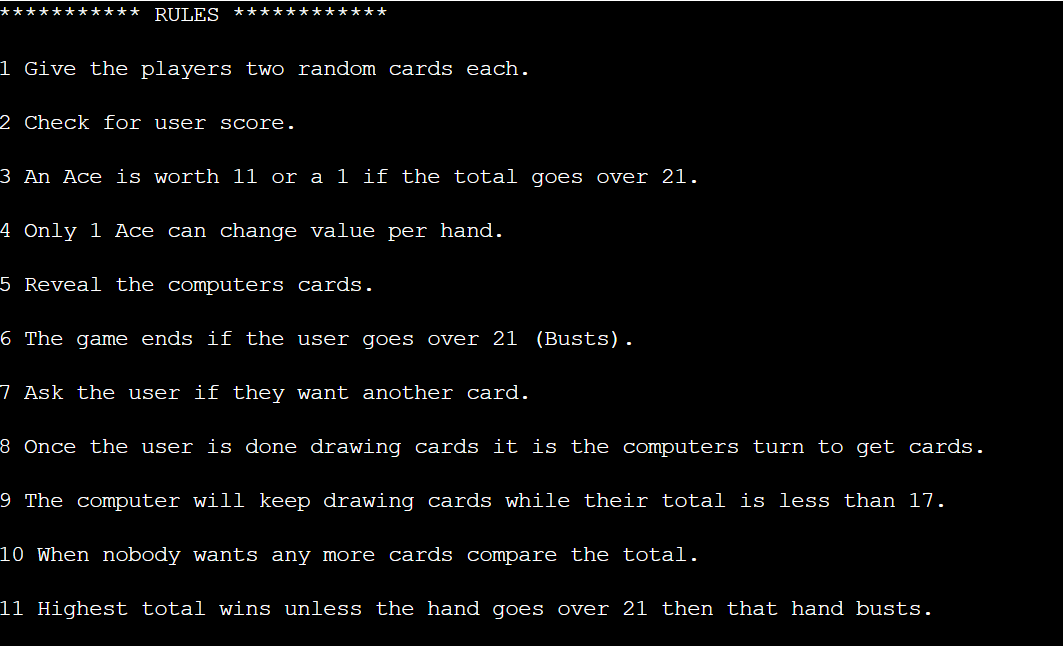 *********** RULES ************
1 Give the players two random cards each.
2 Check for user score.
3 An Ace is worth 11 or a 1 if the total goes over 21.
4 Only 1 Ace can change value per hand.
5 Reveal the computers cards.
6 The game ends if the user goes over 21 (Busts).
7 Ask the user if they want another card.
8 Once the user is done drawing cards it is the computers turn to get cards.
9 The computer will keep drawing cards while their total is less than 17.
10 When nobody wants any more cards compare the total.
11 Highest total wins unless the hand goes over 21 then that hand busts.